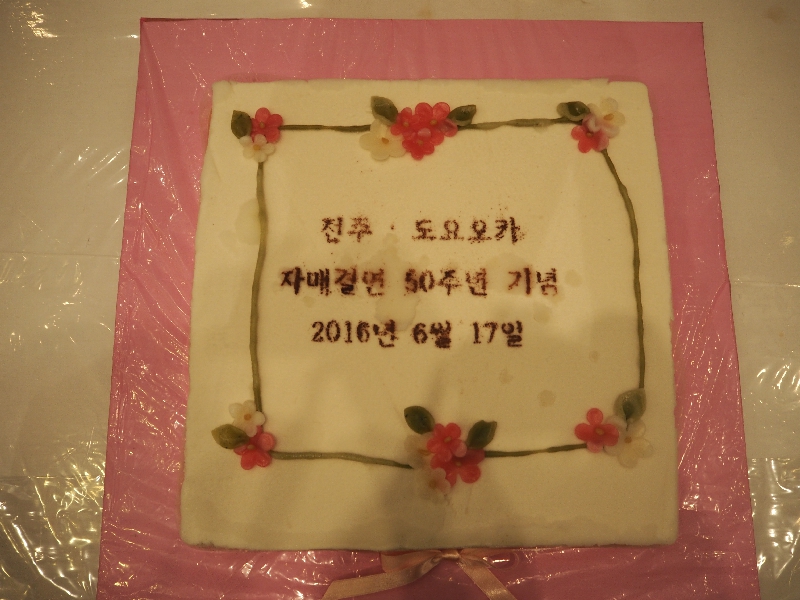 진주 · 도요오카
자매결연 50주년 기념
2016년 6월 17일